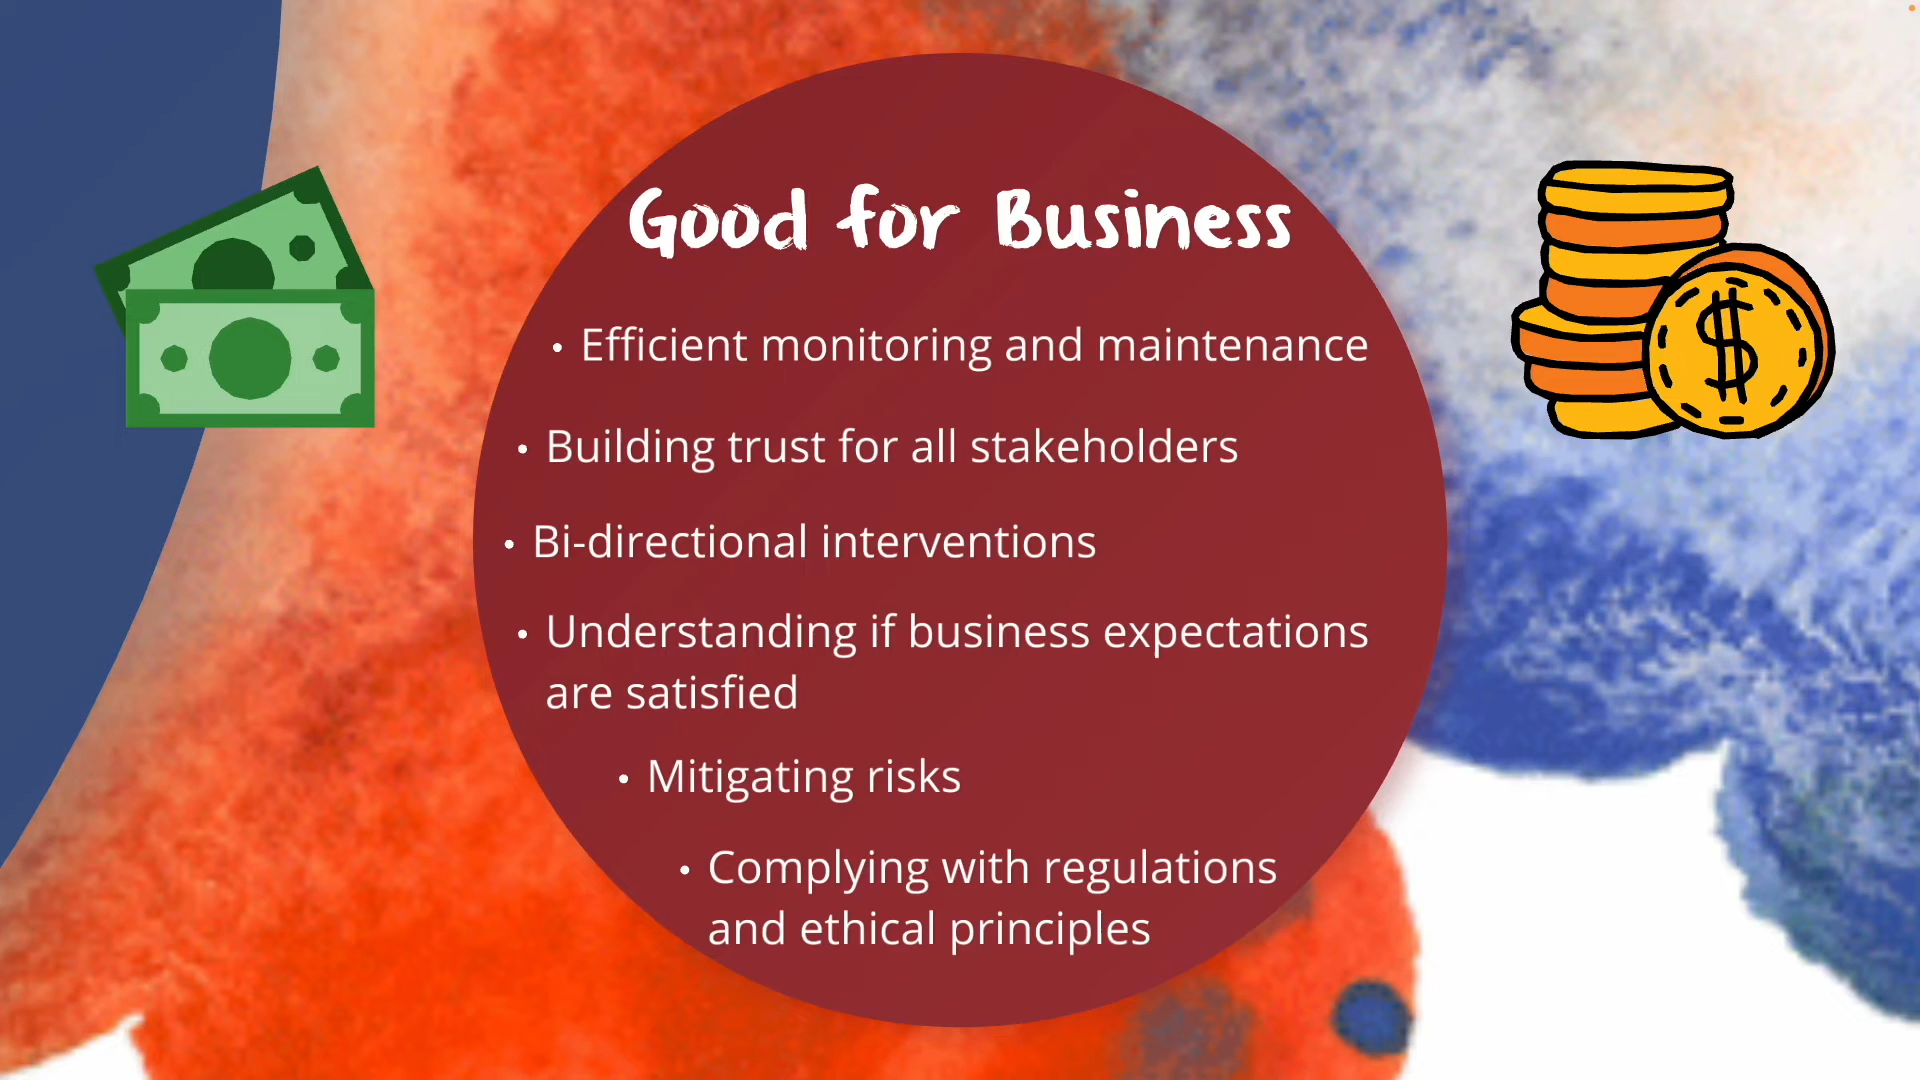 Good for Business
• Efficient monitoring and maintenance
• Building trust for all stakeholders
• Bi-directional interventions
• Understanding if business expectations
are satisfied
• Mitigating risks
• Complying with regulations
and ethical principles
$